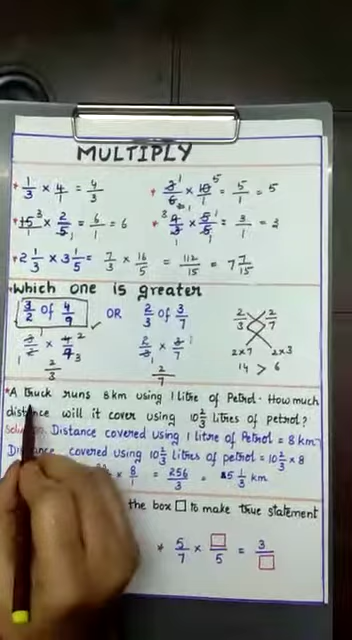 MULTIPLY
* 1/3 × 4/1 = 4/3 * 3/6 × 10/1 = 5/1 = 5
* 15/1 × 2/5 = 6/1 = 6 * 9/3 × 5/5 = 3/1 = 3
* 2 1/3 × 3 1/5 = 7/3 × 16/5 = 112/15 = 7 7/15
* Which one is greater
3/2 of 4/9 ✓ OR 2/3 of 3/7
3/2 × 4/9 2/3 × 3/7 2/3 2/7
2/3 2/7 2×7 2×3
14 > 6
* A truck runs 8 km using 1 litre of Petrol. How much
distance will it cover using 10 2/3 litres of petrol?
Distance covered using 1 litre of Petrol = 8 km
Distance covered using 10 2/3 litres of petrol = 10 2/3 × 8
× 8/1 = 256/3 = 85 1/3 km
the box □ to make true statement
* 5/7 × □/5 = 3/□